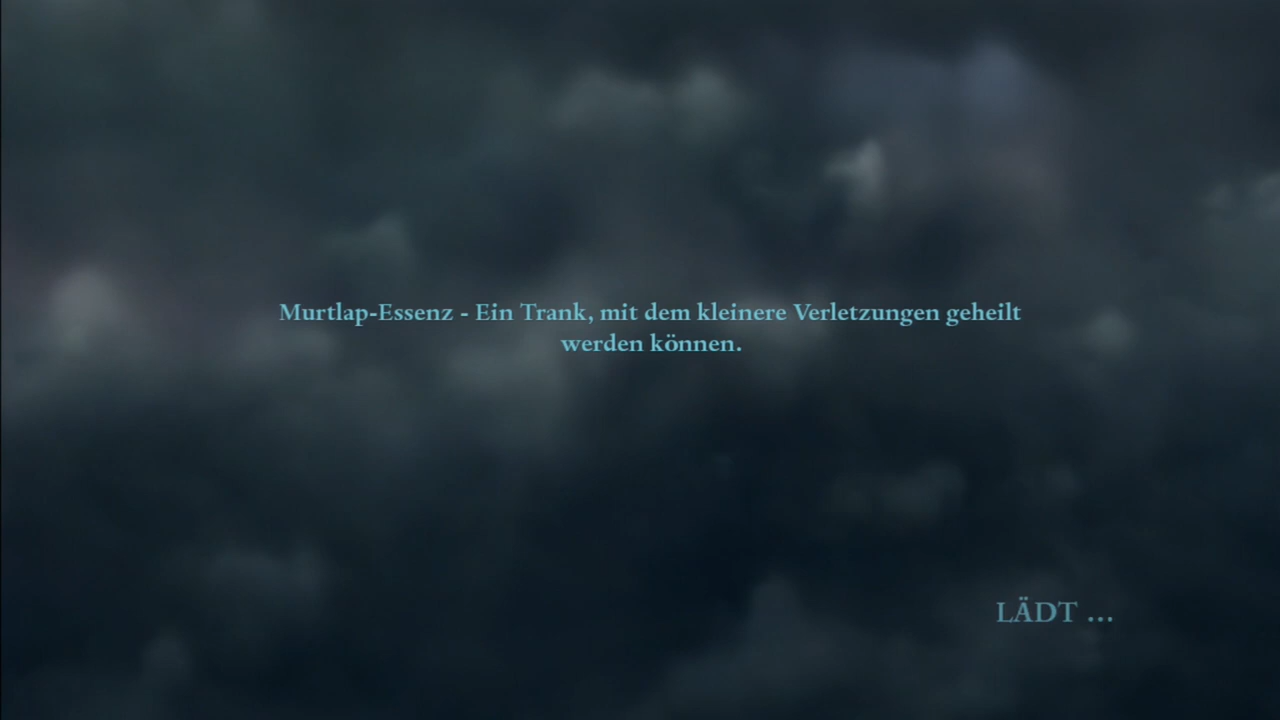 Murtlap-Essenz - Ein Trank, mit dem kleinere Verletzungen geheilt
werden können.
LÄDT ...